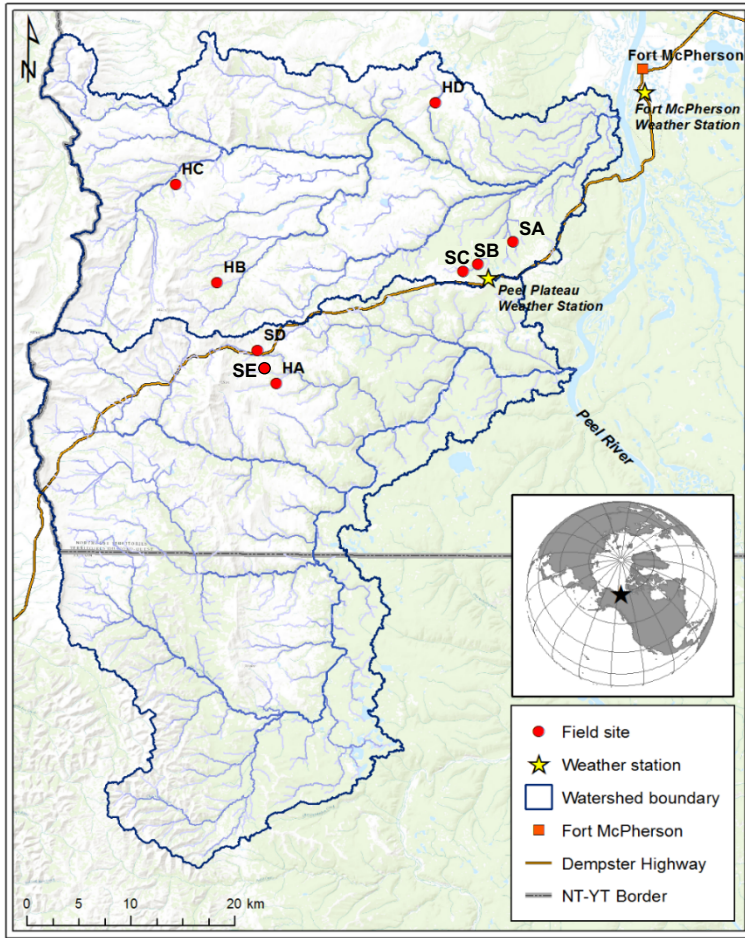 N
Fort McPherson
HD
Fort McPherson
Weather Station
HC
SA
SB
SC
HB
Peel Plateau
Weather Station
SD
SE
HA
Peel River
Field site
Weather station
Watershed boundary
Fort McPherson
Dempster Highway
NT-YT Border
0 5 10 20 km